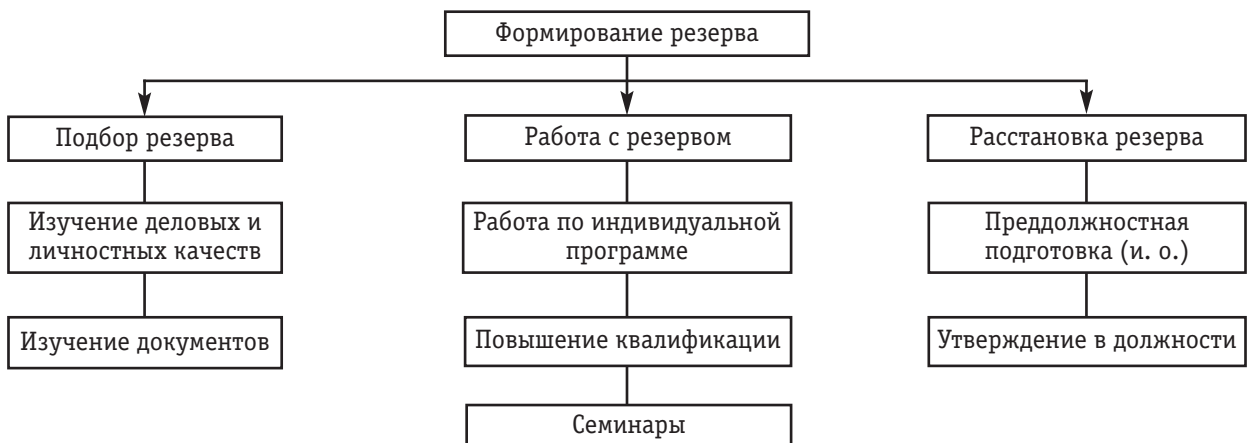 Формирование резерва
Подбор резерва
Работа с резервом
Расстановка резерва
Изучение деловых и
личностных качеств
Работа по индивидуальной
программе
Преддолжностная
подготовка (и. о.)
Изучение документов
Повышение квалификации
Утверждение в должности
Семинары